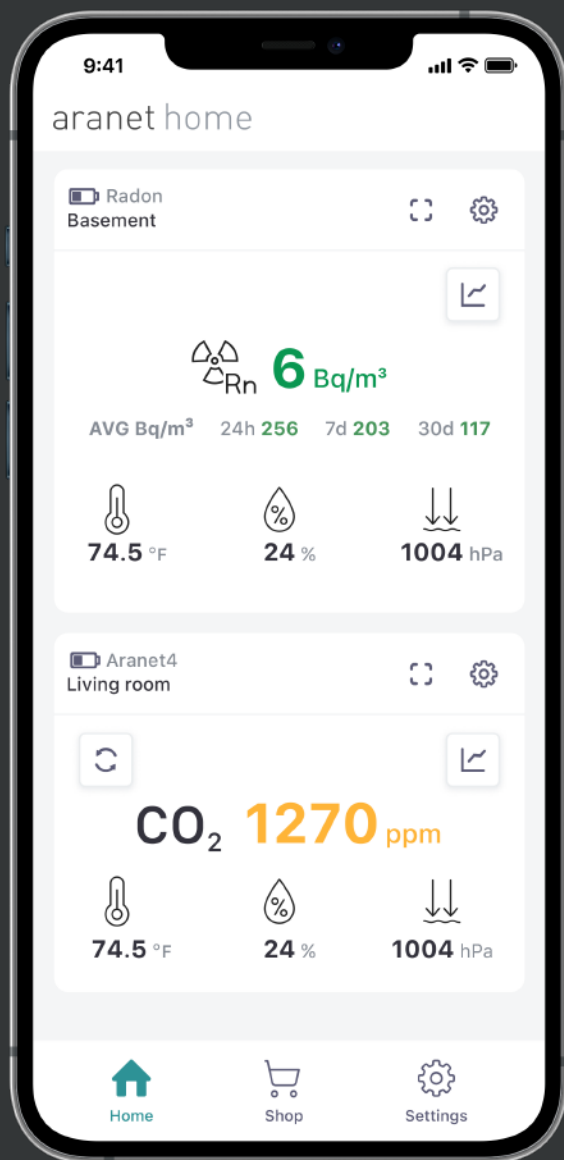 9:41
aranet home
Radon
Basement
Rn 6 Bq/m³
AVG Bq/m³ 24h 256 7d 203 30d 117
%
74.5 °F 24 % 1004 hPa
Aranet4
Living room
CO₂ 1270 ppm
%
74.5 °F 24 % 1004 hPa
Home Shop Settings